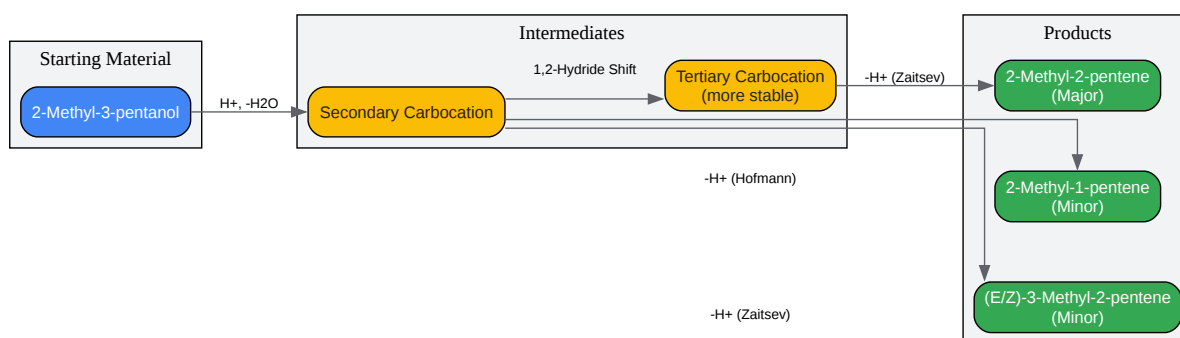 Starting Material
2-Methyl-3-pentanol
H+, -H2O
Intermediates
Secondary Carbocation
1,2-Hydride Shift
Tertiary Carbocation
(more stable)
-H+ (Zaitsev)
-H+ (Hofmann)
-H+ (Zaitsev)
Products
2-Methyl-2-pentene
(Major)
2-Methyl-1-pentene
(Minor)
(E/Z)-3-Methyl-2-pentene
(Minor)